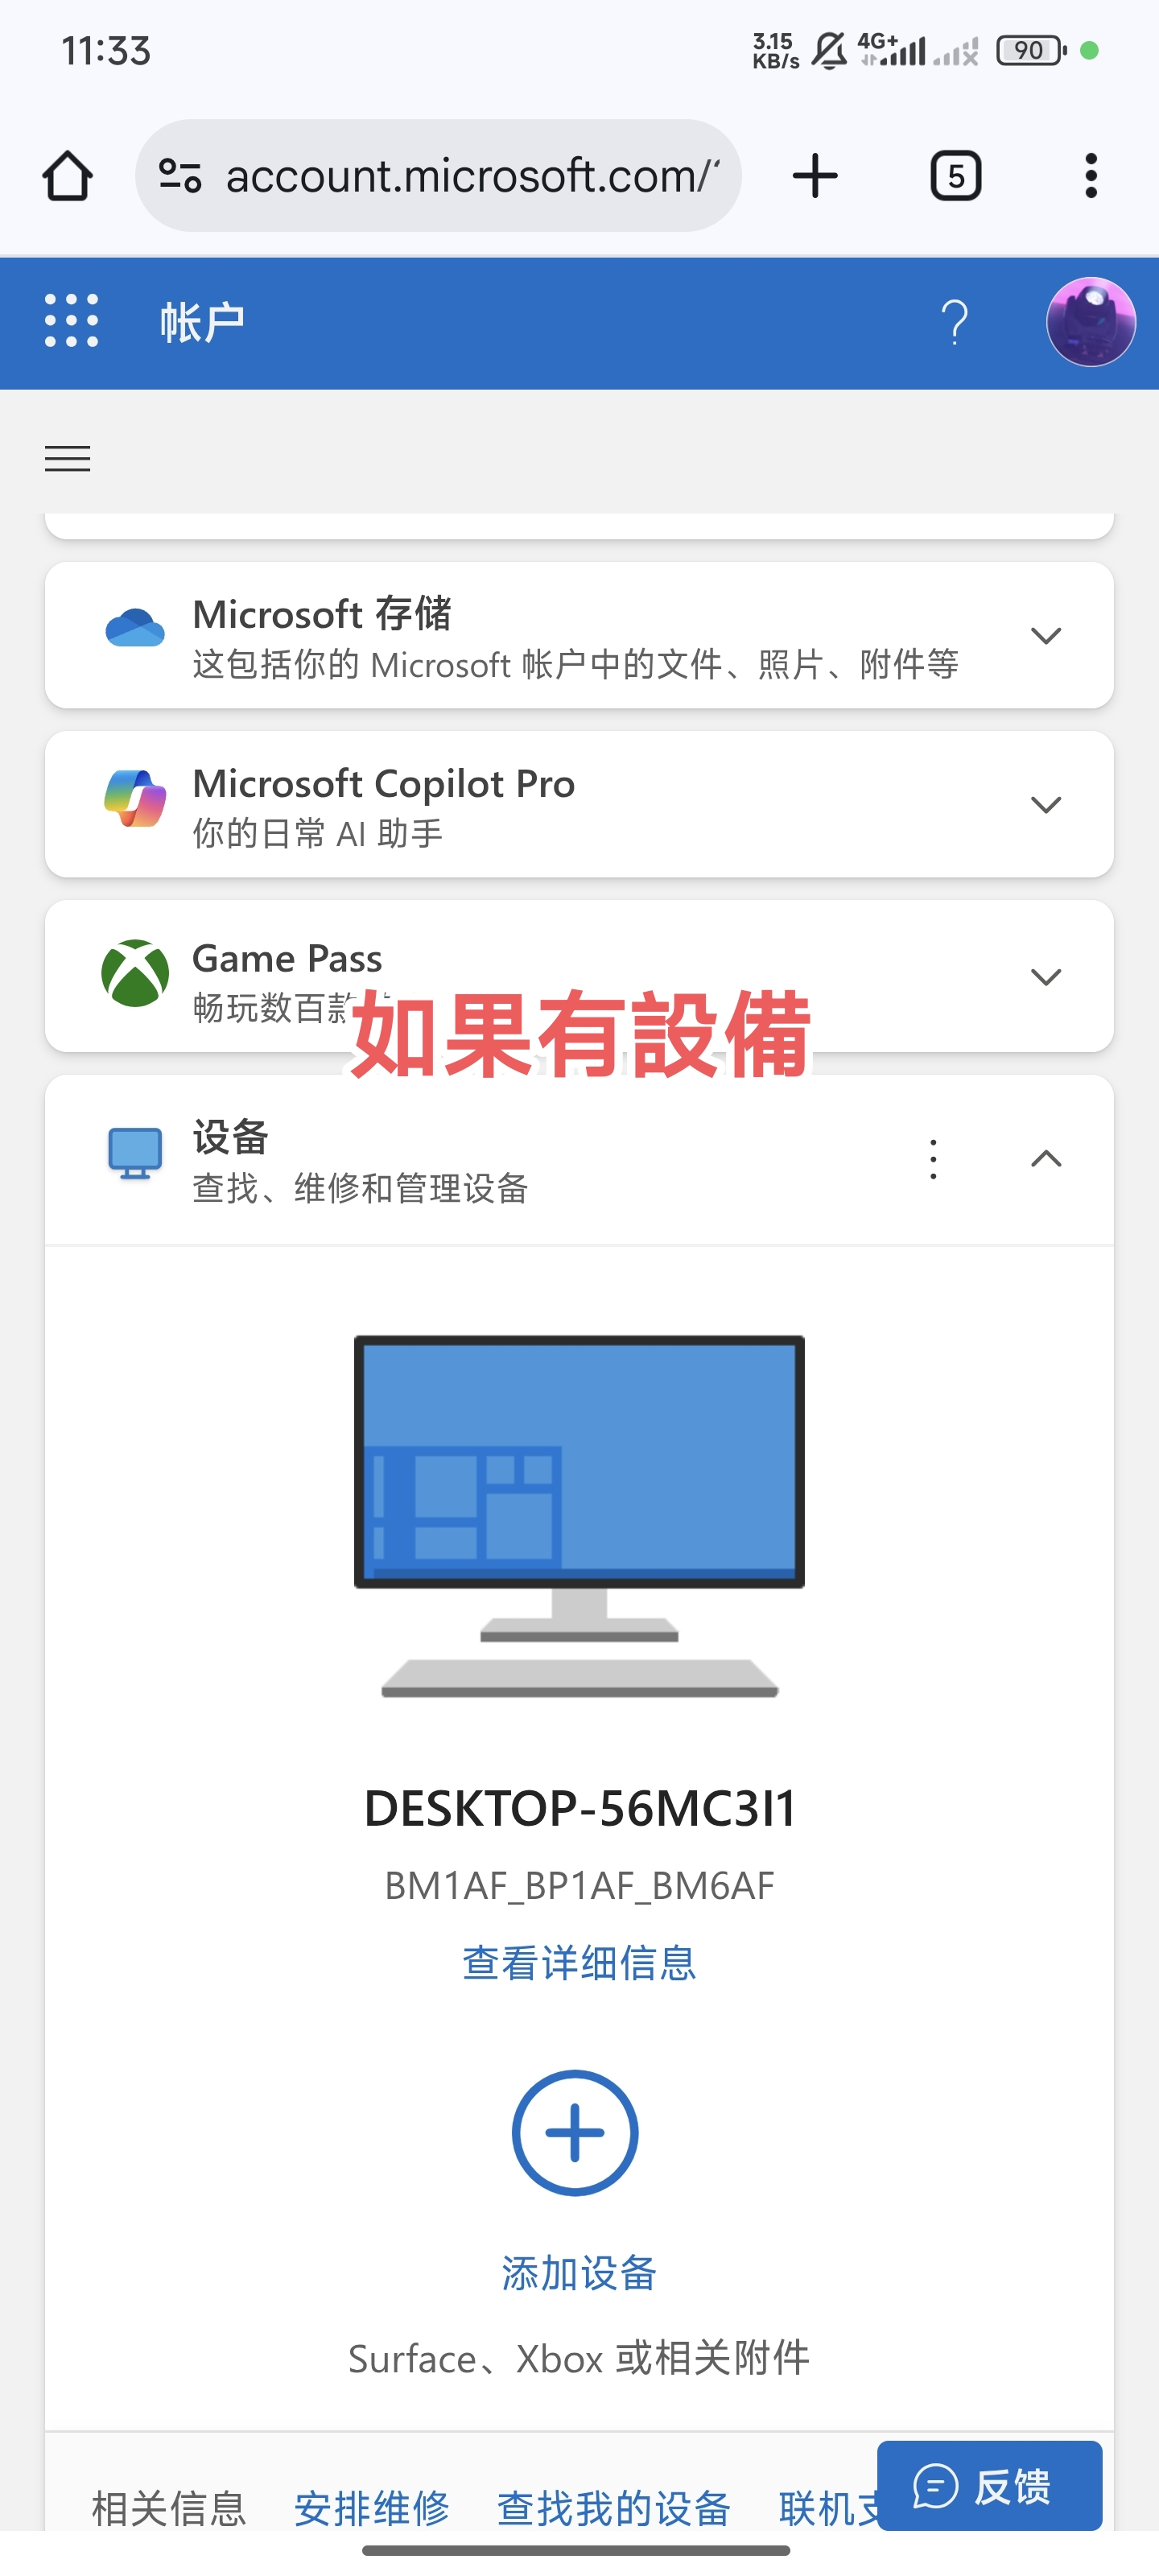 11:33
3.15 KB/s
4G+
90
account.microsoft.com/
5
帐户
Microsoft 存储
这包括你的 Microsoft 帐户中的文件、照片、附件等
Microsoft Copilot Pro
你的日常 AI 助手
Game Pass
畅玩数百款
如果有設備
设备
查找、维修和管理设备
DESKTOP-56MC3I1
BM1AF_BP1AF_BM6AF
查看详细信息
添加设备
Surface、Xbox 或相关附件
相关信息 安排维修 查找我的设备 联机支
反馈